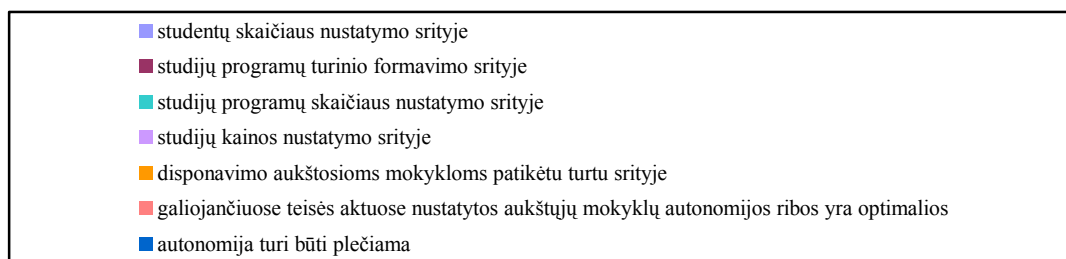 studentų skaičiaus nustatymo srityje
studijų programų turinio formavimo srityje
studijų programų skaičiaus nustatymo srityje
studijų kainos nustatymo srityje
disponavimo aukštosioms mokykloms patikėtu turtu srityje
galiojančiuose teisės aktuose nustatytos aukštųjų mokyklų autonomijos ribos yra optimalios
autonomija turi būti plečiama